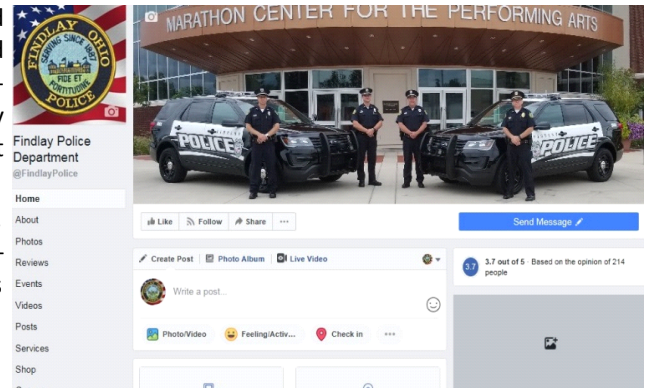 MARATHON CENTER FOR THE PERFORMING ARTS
FINDLAY OHIO
SERVING SINCE 1887
FIDE ET
FORTITUDINE
POLICE
POLICE
POLICE
Findlay Police
Department
@FindlayPolice
Home
About
Photos
Reviews
Events
Videos
Posts
Services
Shop
Like
Follow
Share
Send Message
Create Post
Photo Album
Live Video
Write a post...
Photo/Video
Feeling/Activ...
Check in
3.7
3.7 out of 5 · Based on the opinion of 214
people